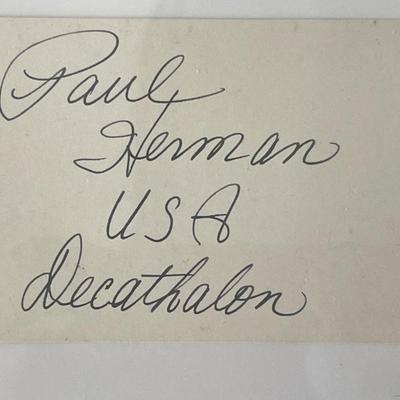 Paul
Herman
USA
Decathalon